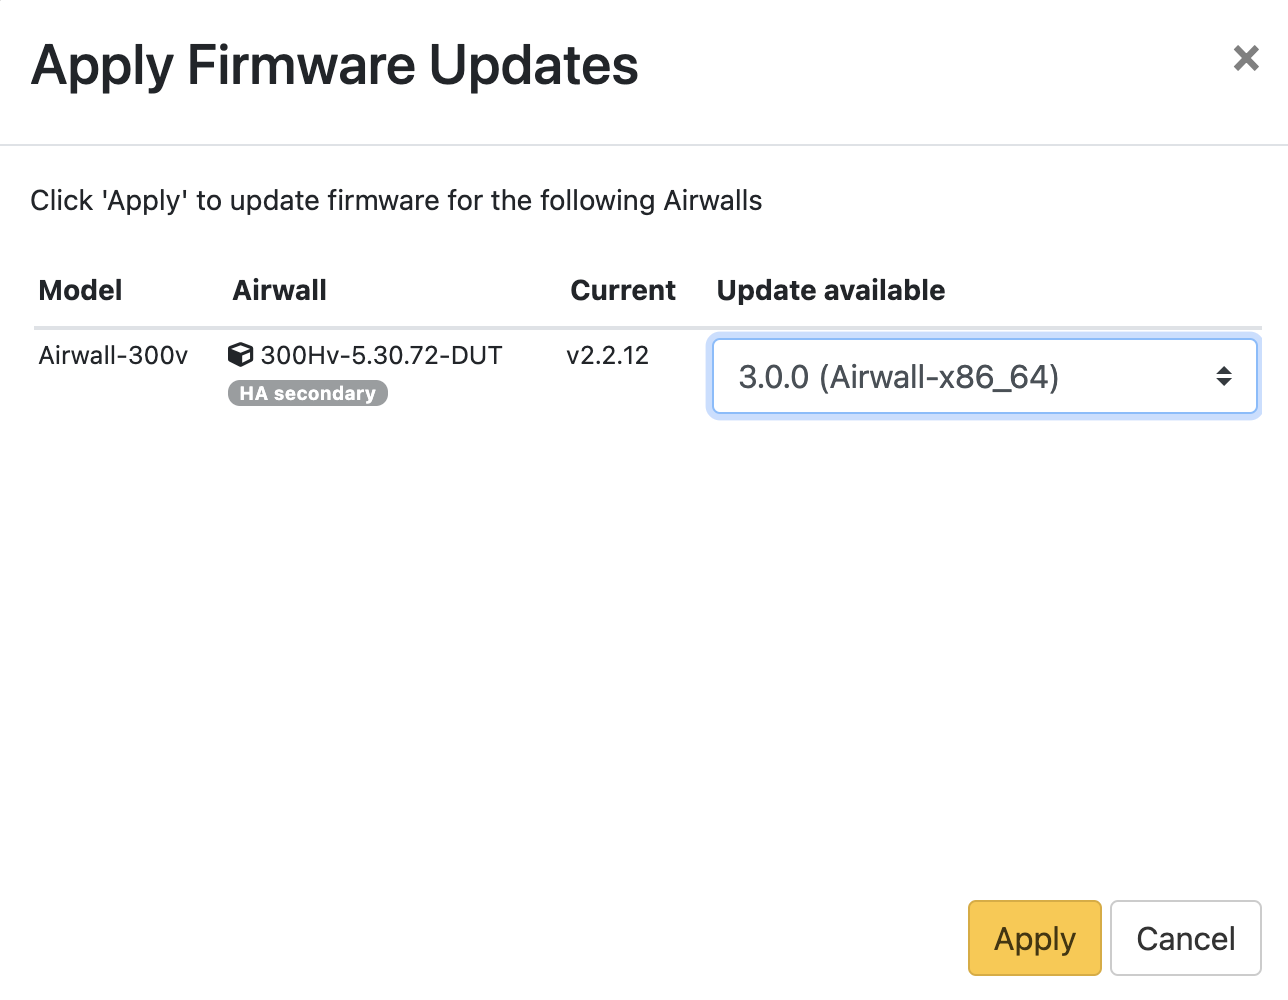 Apply Firmware Updates
Click 'Apply' to update firmware for the following Airwalls
Model Airwall Current Update available
Airwall-300v 300Hv-5.30.72-DUT v2.2.12 3.0.0 (Airwall-x86_64)
HA secondary
Apply Cancel